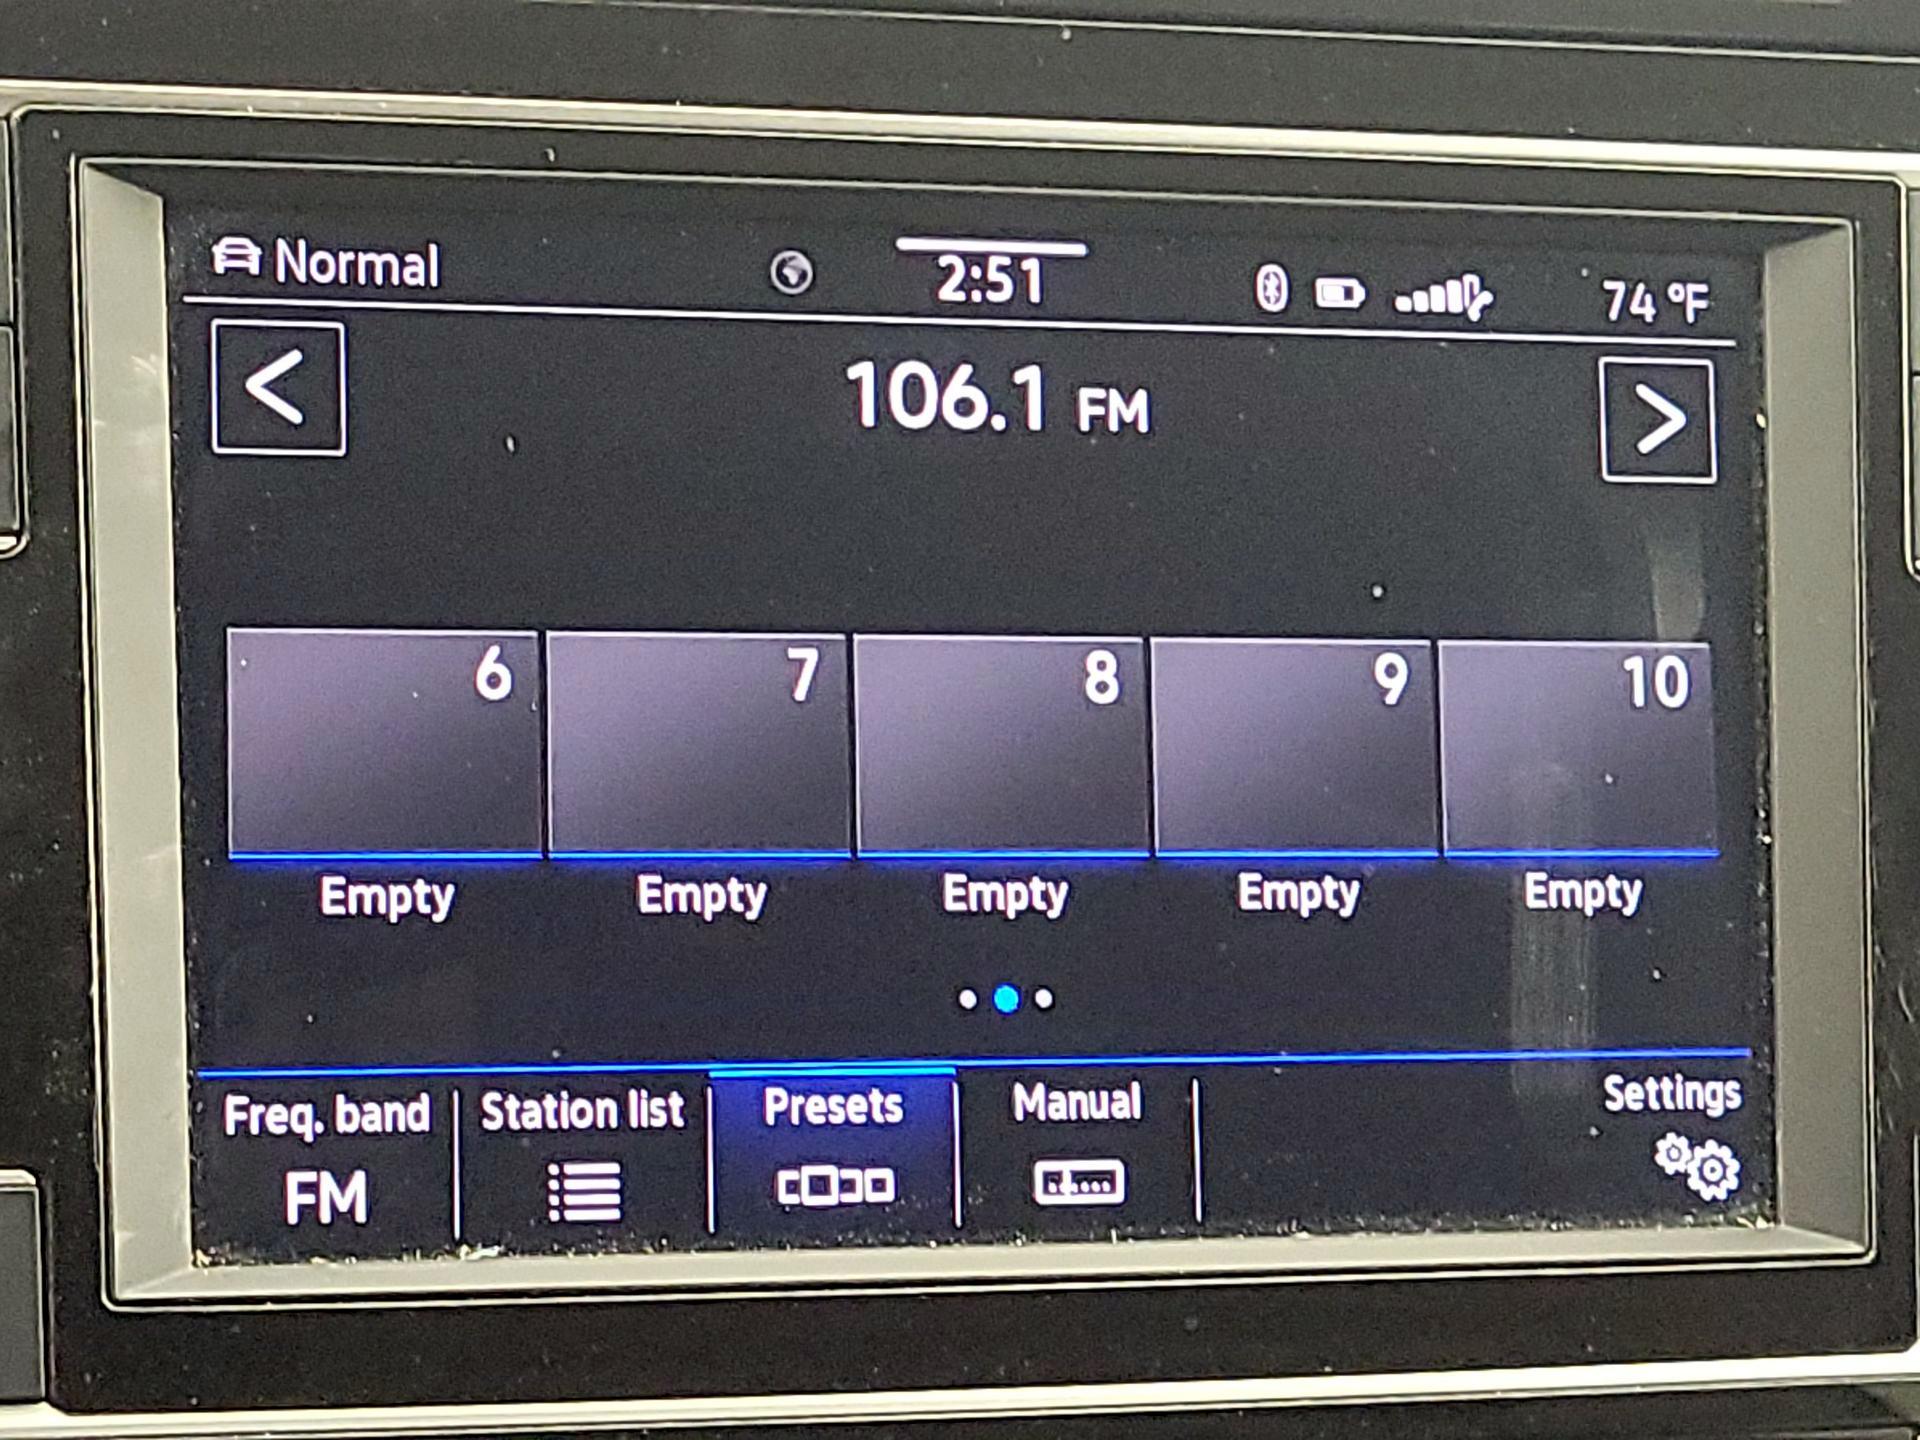 Normal
2:51
74 °F
<
106.1 FM
>
6 7 8 9 10
Empty Empty Empty Empty Empty
Freq. band Station list Presets Manual Settings
FM